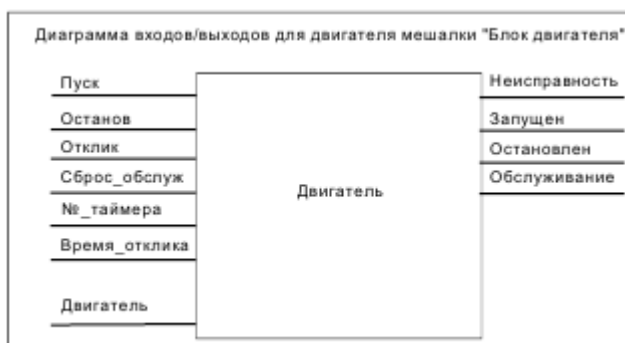 Диаграмма входов/выходов для двигателя мешалки "Блок двигателя"
Пуск
Останов
Отклик
Сброс_обслуж
№_таймера
Время_отклика
Двигатель
Двигатель
Неисправность
Запущен
Остановлен
Обслуживание